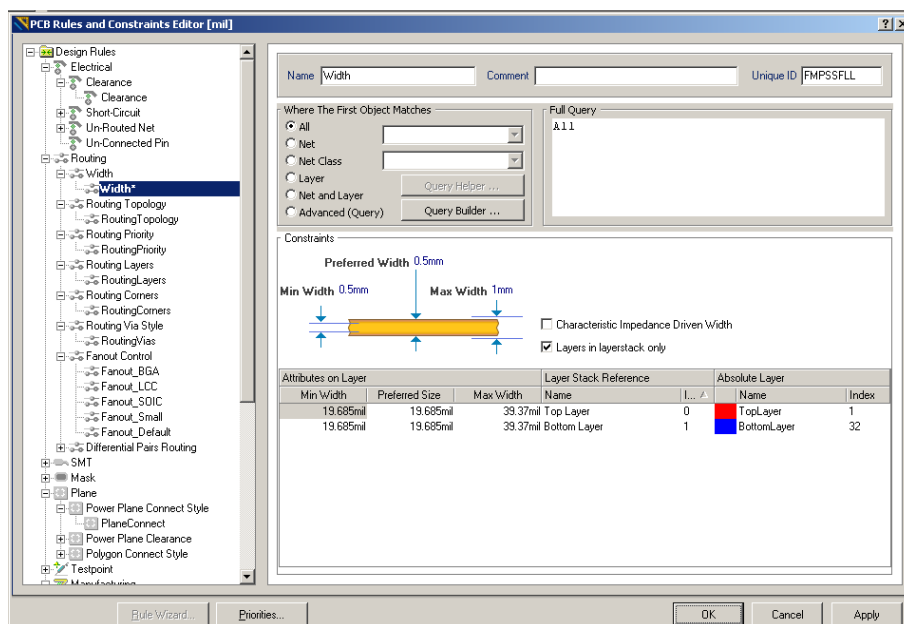 PCB Rules and Constraints Editor [mil]
Design Rules
Electrical
Clearance
Clearance
Short-Circuit
Un-Routed Net
Un-Connected Pin
Routing
Width
Width*
Routing Topology
RoutingTopology
Routing Priority
RoutingPriority
Routing Layers
RoutingLayers
Routing Corners
RoutingCorners
Routing Via Style
RoutingVias
Fanout Control
Fanout_BGA
Fanout_LCC
Fanout_SOIC
Fanout_Small
Fanout_Default
Differential Pairs Routing
SMT
Mask
Plane
Power Plane Connect Style
PlaneConnect
Power Plane Clearance
Polygon Connect Style
Testpoint
Manufacturing
Name Width Comment Unique ID FMPSSFLL
Where The First Object Matches
All
Net
Net Class
Layer
Net and Layer
Advanced (Query)
Query Helper ...
Query Builder ...
Full Query
All
Constraints
Preferred Width 0.5mm
Min Width 0.5mm Max Width 1mm
Characteristic Impedance Driven Width
Layers in layerstack only
Attributes on Layer Layer Stack Reference Absolute Layer
Min Width Preferred Size Max Width Name I... Name Index
19.685mil 19.685mil 39.37mil Top Layer 0 TopLayer 1
19.685mil 19.685mil 39.37mil Bottom Layer 1 BottomLayer 32
Rule Wizard... Priorities... OK Cancel Apply